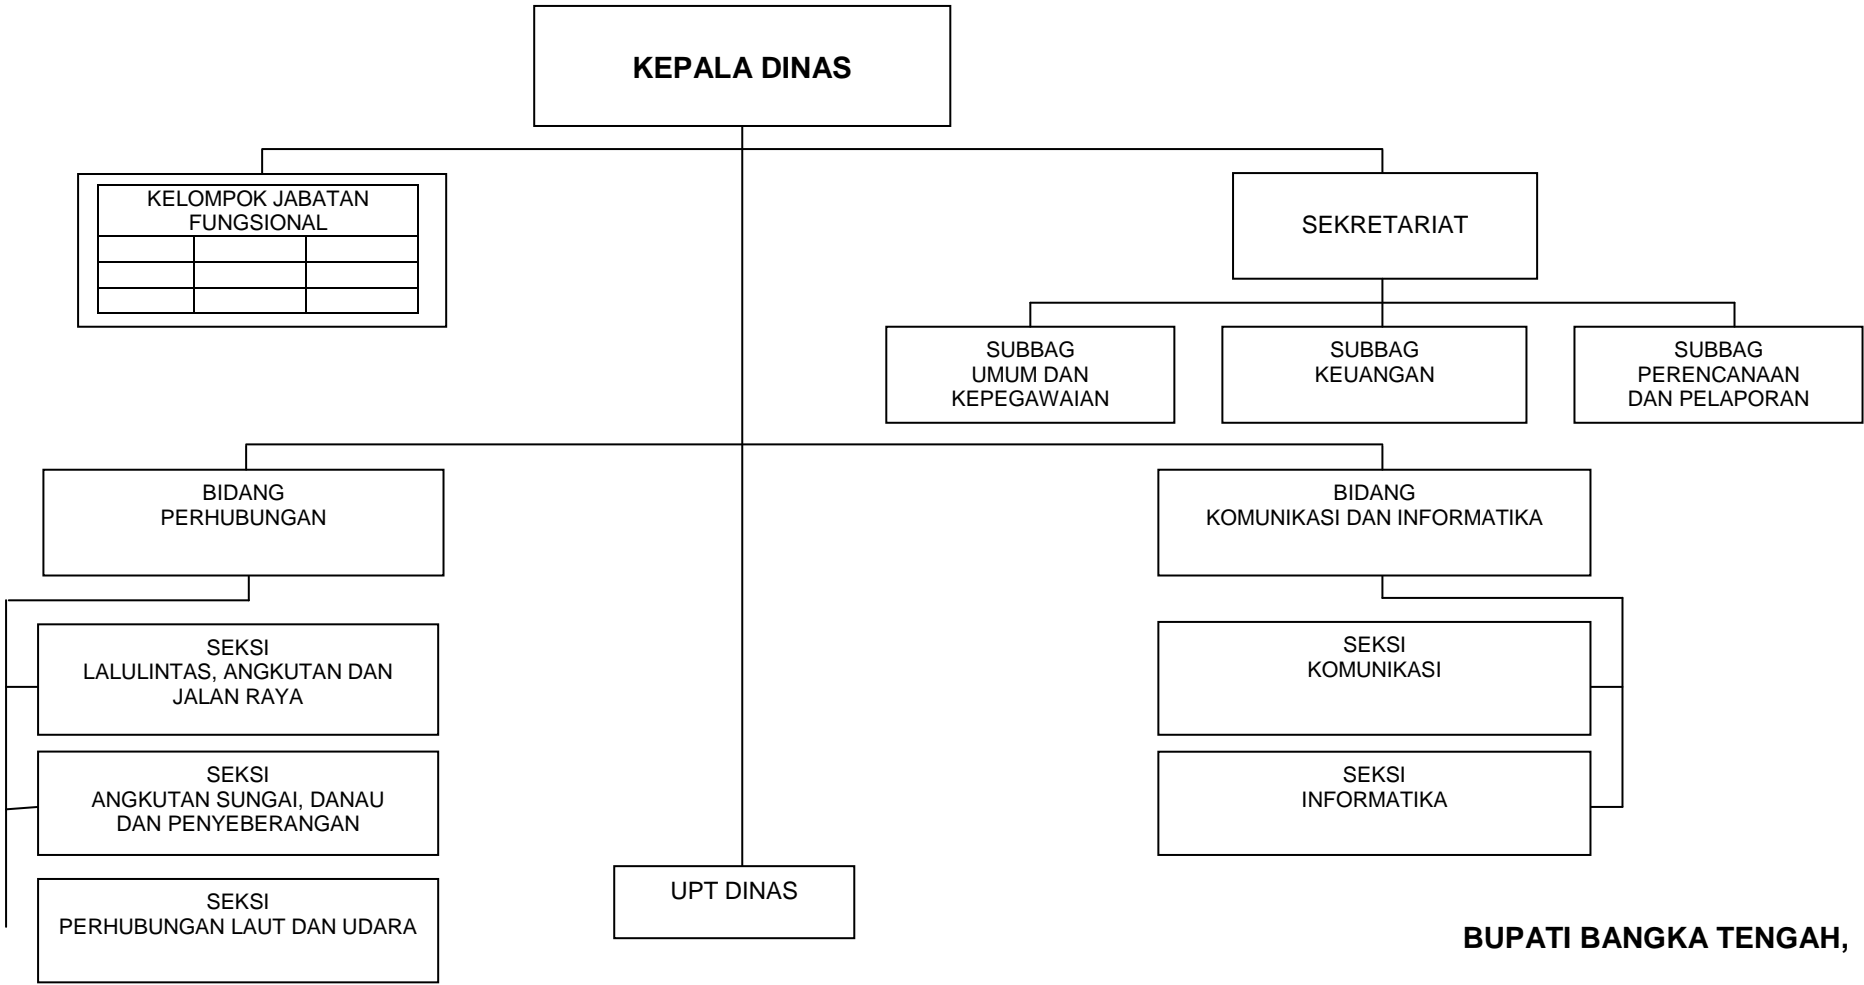 KEPALA DINAS
KELOMPOK JABATAN
FUNGSIONAL
SEKRETARIAT
SUBBAG
UMUM DAN
KEPEGAWAIAN
SUBBAG
KEUANGAN
SUBBAG
PERENCANAAN
DAN PELAPORAN
BIDANG
PERHUBUNGAN
BIDANG
KOMUNIKASI DAN INFORMATIKA
SEKSI
LALULINTAS, ANGKUTAN DAN
JALAN RAYA
SEKSI
KOMUNIKASI
SEKSI
ANGKUTAN SUNGAI, DANAU
DAN PENYEBERANGAN
SEKSI
INFORMATIKA
SEKSI
PERHUBUNGAN LAUT DAN UDARA
UPT DINAS
BUPATI BANGKA TENGAH,